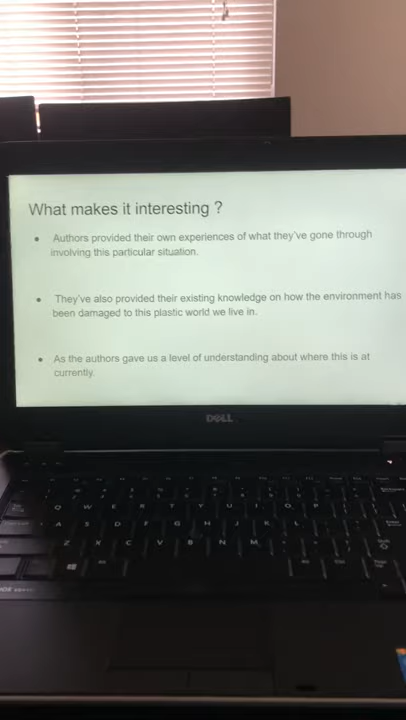 What makes it interesting ?
● Authors provided their own experiences of what they've gone through
involving this particular situation.
● They've also provided their existing knowledge on how the environment has
been damaged to this plastic world we live in.
● As the authors gave us a level of understanding about where this is at
currently.
DELL
Q W E R T Y U I O P
A S D F G H J K L
Z X C V B N M